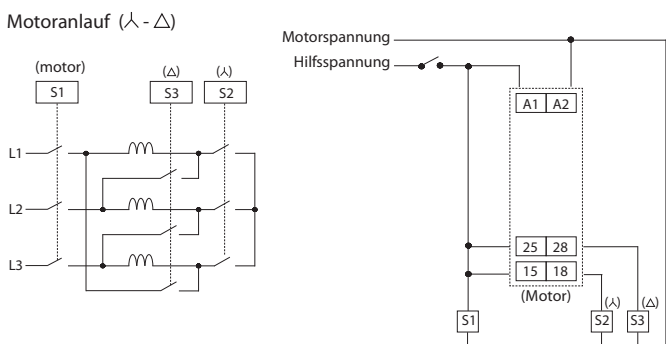 Motoranlauf (⅄ - △)
(motor)
(△)
(⅄)
S1
S3
S2
L1
L2
L3
Motorspannung
Hilfsspannung
A1 A2
25 28
15 18
(Motor)
(⅄)
(△)
S1
S2
S3